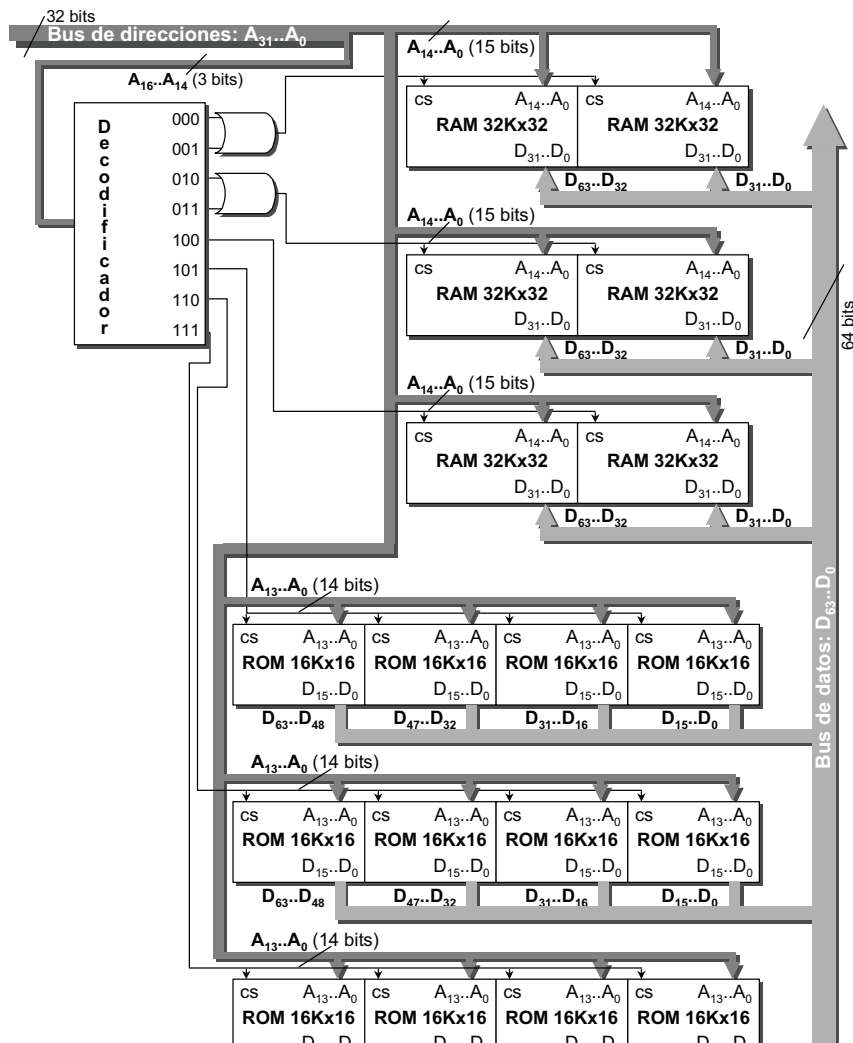 32 bits
Bus de direcciones: A31..A0
A14..A0 (15 bits)
A16..A14 (3 bits)
Decodificador
000
001
010
011
100
101
110
111
cs A14..A0 cs A14..A0
RAM 32Kx32 RAM 32Kx32
D31..D0 D31..D0
D63..D32 D31..D0
A14..A0 (15 bits)
cs A14..A0 cs A14..A0
RAM 32Kx32 RAM 32Kx32
D31..D0 D31..D0
D63..D32 D31..D0
64 bits
A14..A0 (15 bits)
cs A14..A0 cs A14..A0
RAM 32Kx32 RAM 32Kx32
D31..D0 D31..D0
D63..D32 D31..D0
Bus de datos: D63..D0
A13..A0 (14 bits)
cs A13..A0 cs A13..A0 cs A13..A0 cs A13..A0
ROM 16Kx16 ROM 16Kx16 ROM 16Kx16 ROM 16Kx16
D15..D0 D15..D0 D15..D0 D15..D0
D63..D48 D47..D32 D31..D16 D15..D0
A13..A0 (14 bits)
cs A13..A0 cs A13..A0 cs A13..A0 cs A13..A0
ROM 16Kx16 ROM 16Kx16 ROM 16Kx16 ROM 16Kx16
D15..D0 D15..D0 D15..D0 D15..D0
D63..D48 D47..D32 D31..D16 D15..D0
A13..A0 (14 bits)
cs A13..A0 cs A13..A0 cs A13..A0 cs A13..A0
ROM 16Kx16 ROM 16Kx16 ROM 16Kx16 ROM 16Kx16